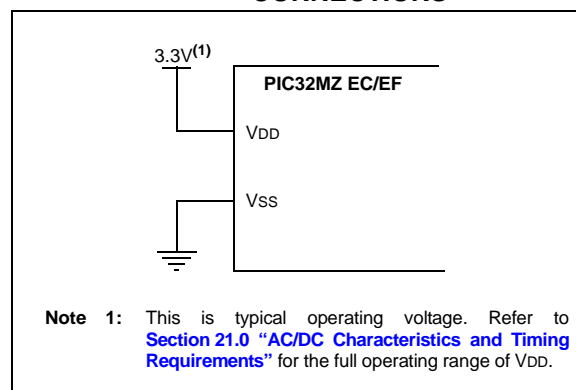 CONNECTIONS
3.3V(1)
PIC32MZ EC/EF
VDD
VSS
Note 1: This is typical operating voltage. Refer to
Section 21.0 “AC/DC Characteristics and Timing
Requirements” for the full operating range of VDD.